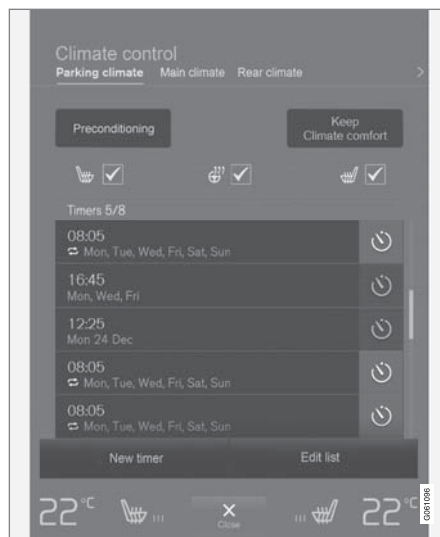 Climate control
Parking climate Main climate Rear climate
Preconditioning
Keep
Climate comfort
Timers 5/8
08:05
Mon, Tue, Wed, Fri, Sat, Sun
16:45
Mon, Wed, Fri
12:25
Mon 24 Dec
08:05
Mon, Tue, Wed, Fri, Sat, Sun
08:05
Mon, Tue, Wed, Fri, Sat, Sun
New timer Edit list
22°C
Close
22°C
G061096